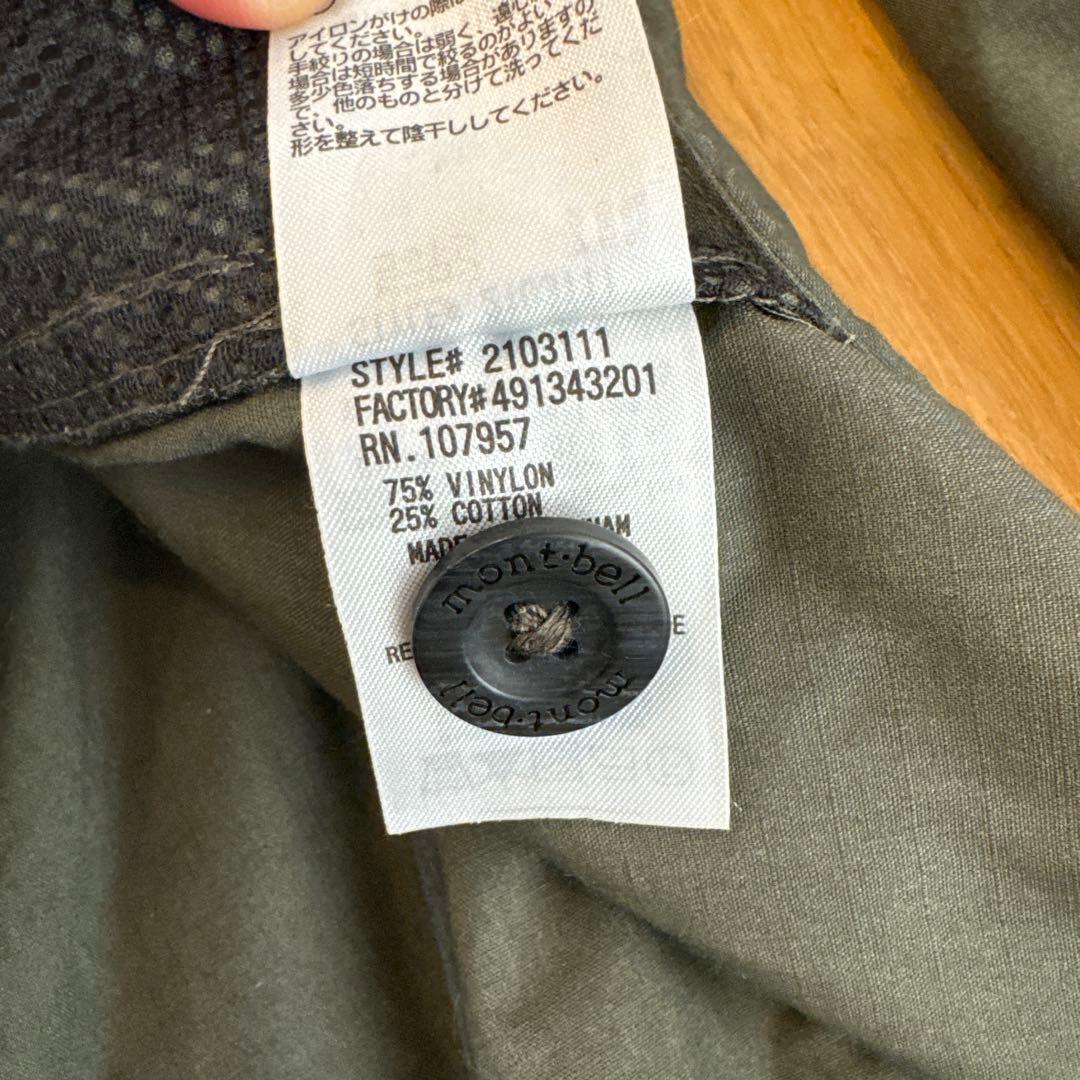 アイロンがけの際は
してください。
手絞りの場合は弱く、遠心
場合は短時間で絞るのがよい
多少色落ちする場合がありますの
で、他のものと分けて洗ってくだ
さい。
形を整えて陰干ししてください。
STYLE# 2103111
FACTORY#491343201
RN.107957
75% VINYLON
25% COTTON
MADE
mont-bell
mont-bell